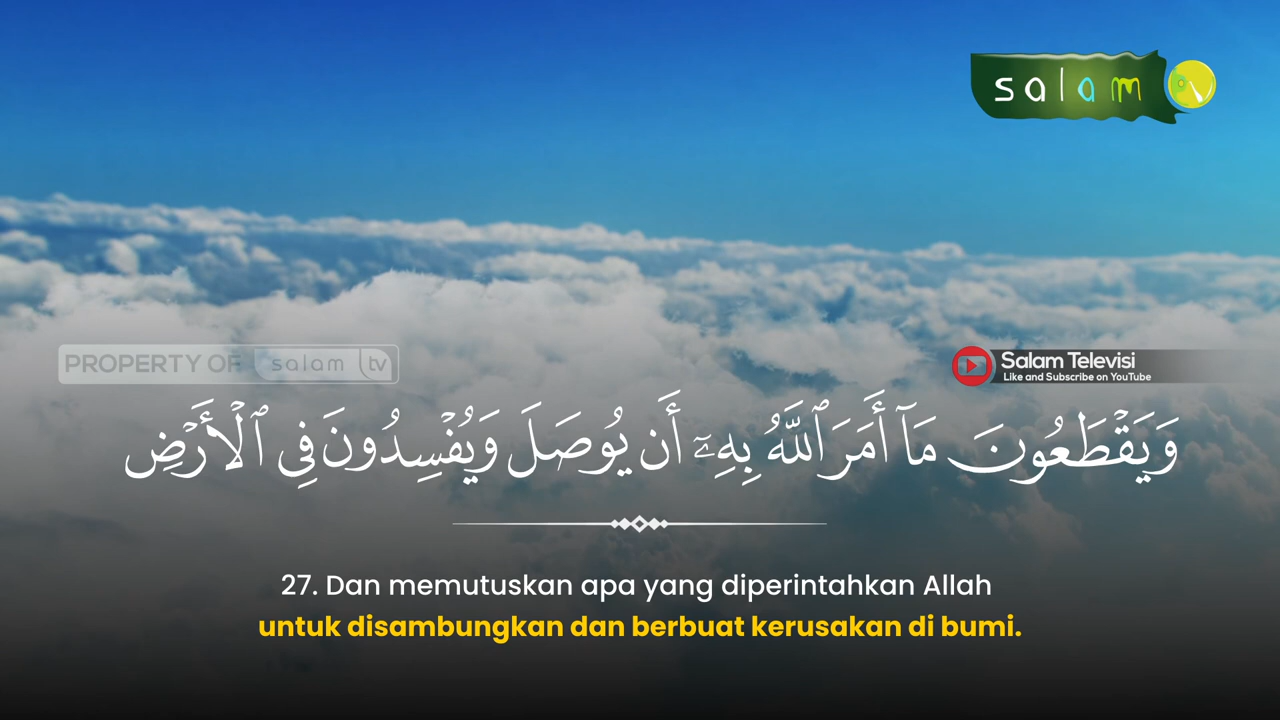 salam
PROPERTY OF salam tv
Salam Televisi
Like and Subscribe on YouTube
وَيَقْطَعُونَ مَآ أَمَرَ ٱللَّهُ بِهِۦٓ أَن يُوصَلَ وَيُفْسِدُونَ فِى ٱلْأَرْضِ
27. Dan memutuskan apa yang diperintahkan Allah
untuk disambungkan dan berbuat kerusakan di bumi.